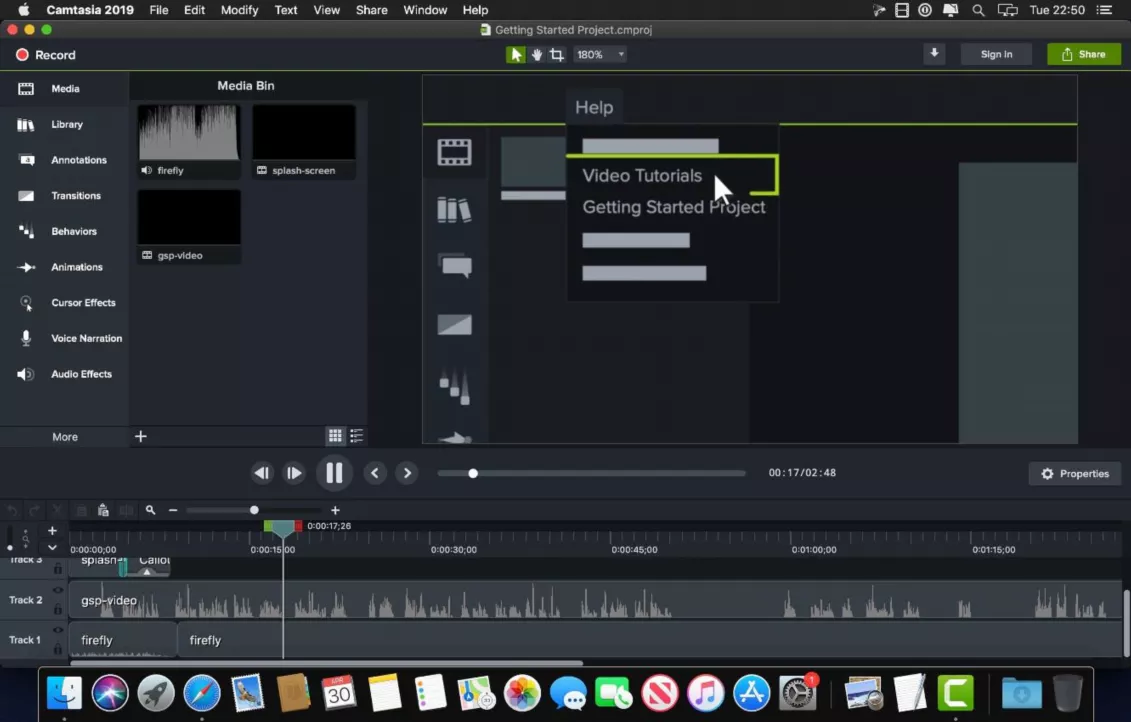 Camtasia 2019 File Edit Modify Text View Share Window Help Tue 22:50
Getting Started Project.cmproj
Record 180% Sign In Share
Media
Library
Annotations
Transitions
Behaviors
Animations
Cursor Effects
Voice Narration
Audio Effects
More
Media Bin
firefly
splash-screen
gsp-video
Help
Video Tutorials
Getting Started Project
00:17/02:48
Properties
0:00:17;26
0:00:00;00 0:00:15;00 0:00:30;00 0:00:45;00 0:01:00;00 0:01:15;00
Track 3 splash- Callou
Track 2 gsp-video
Track 1 firefly firefly
APR
30
1